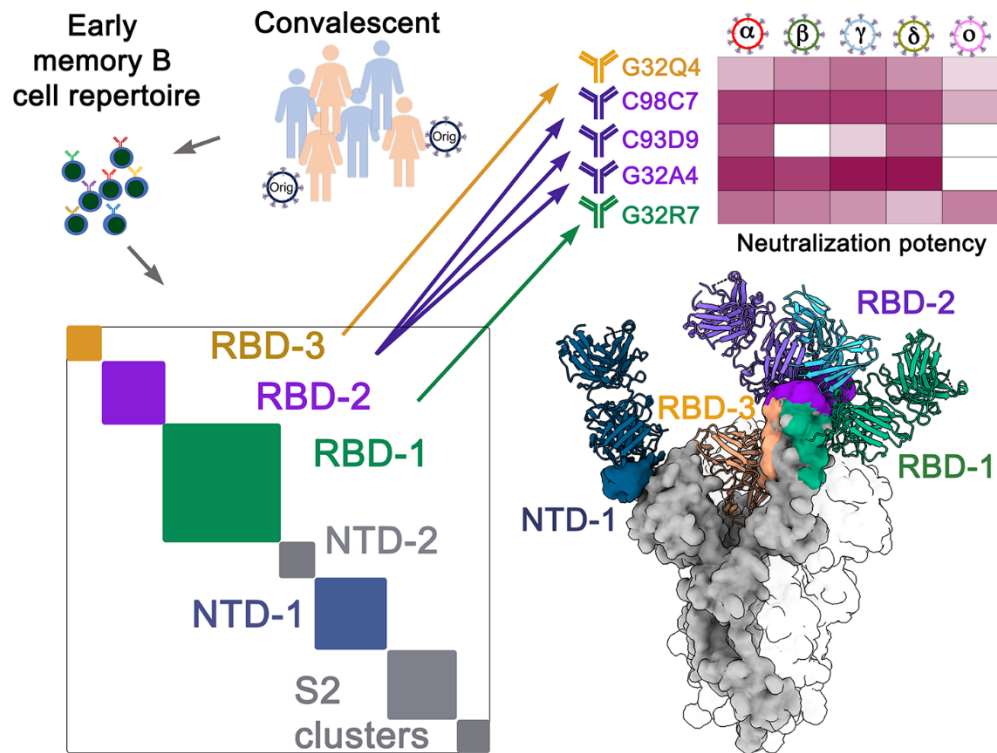 Early
memory B
cell repertoire
Convalescent
Orig
Orig
G32Q4
C98C7
C93D9
G32A4
G32R7
α β γ δ ο
Neutralization potency
RBD-3
RBD-2
RBD-1
NTD-2
NTD-1
S2
clusters
RBD-2
RBD-3
RBD-1
NTD-1